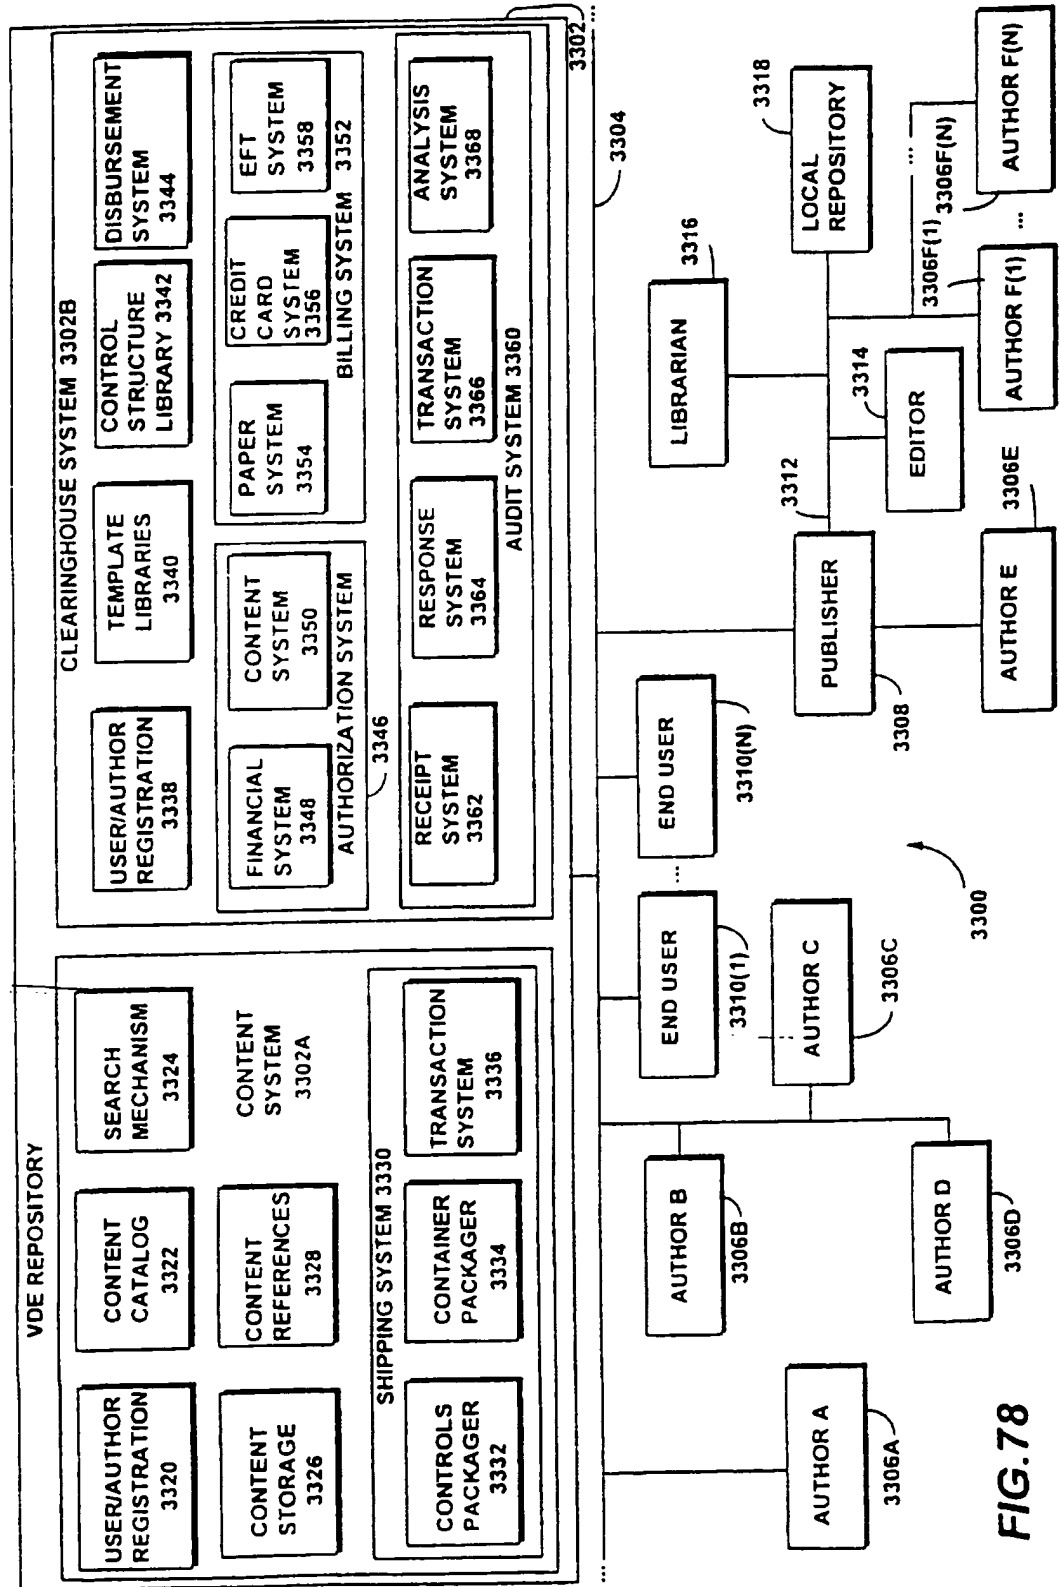 VDE REPOSITORY
3302
USER/AUTHOR
REGISTRATION
3320
CONTENT
CATALOG
3322
SEARCH
MECHANISM
3324
CONTENT
STORAGE
3326
CONTENT
REFERENCES
3328
CONTENT
SYSTEM
3302A
SHIPPING SYSTEM 3330
CONTROLS
PACKAGER
3332
CONTAINER
PACKAGER
3334
TRANSACTION
SYSTEM
3336
CLEARINGHOUSE SYSTEM 3302B
USER/AUTHOR
REGISTRATION
3338
TEMPLATE
LIBRARIES
3340
CONTROL
STRUCTURE
LIBRARY 3342
DISBURSEMENT
SYSTEM
3344
FINANCIAL
SYSTEM
3348
CONTENT
SYSTEM
3350
AUTHORIZATION SYSTEM
3346
PAPER
SYSTEM
3354
CREDIT
CARD
SYSTEM
3356
EFT
SYSTEM
3358
BILLING SYSTEM 3352
RECEIPT
SYSTEM
3362
RESPONSE
SYSTEM
3364
TRANSACTION
SYSTEM
3366
ANALYSIS
SYSTEM
3368
AUDIT SYSTEM 3360
...
...
3304
AUTHOR A
3306A
AUTHOR B
3306B
AUTHOR C
3306C
AUTHOR D
3306D
END USER
3310(1)
...
END USER
3310(N)
PUBLISHER
3308
3312
LIBRARIAN
3316
LOCAL
REPOSITORY
3318
EDITOR
3314
AUTHOR E
3306E
AUTHOR F(1)
3306F(1)
...
...
AUTHOR F(N)
3306F(N)
3300
FIG.78